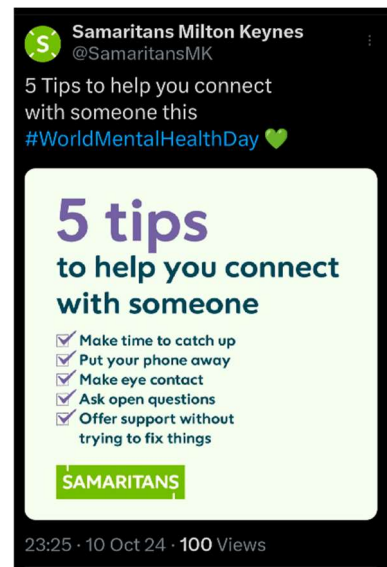 Samaritans Milton Keynes
@SamaritansMK
5 Tips to help you connect
with someone this
#WorldMentalHealthDay 💚
5 tips
to help you connect
with someone
Make time to catch up
Put your phone away
Make eye contact
Ask open questions
Offer support without
trying to fix things
SAMARITANS
23:25 · 10 Oct 24 · 100 Views